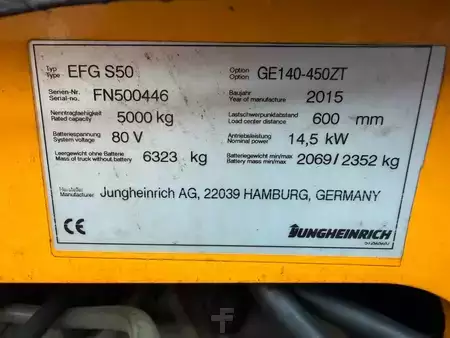 Typ
Type EFG S50 Option
Option GE140-450ZT
Serien-Nr.
Serial-no. FN500446 Baujahr
Year of manufacture 2015
Nenntragfaehigkeit
Rated capacity 5000 kg Lastschwerpunktabstand
Load center distance 600 mm
Batteriespannung
System voltage 80 V Antriebsleistung
Nominal power 14,5 kW
Leergewicht ohne Batterie
Mass of truck without battery 6323 kg Batteriegewicht min/max
Battery mass min/max 2069/ 2352 kg
Hersteller
Manufacturer Jungheinrich AG, 22039 HAMBURG, GERMANY
CE JUNGHEINRICH